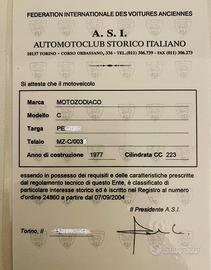 FEDERATION INTERNATIONALE DES VOITURES ANCIENNES
A. S. I.
AUTOMOTOCLUB STORICO ITALIANO
10137 TORINO - CORSO ORBASSANO, 336 - TEL. (011) 306.739 - FAX (011) 306.273
Si attesta che il motoveicolo
Marca MOTOZODIACO
Modello C
Targa PE
Telaio MZ-C/003
Anno di costruzione 1977 Cilindrata CC 223
essendo in possesso dei requisiti e delle caratteristiche prescritte
dal regolamento tecnico di questo Ente, è classificato di
particolare interesse storico ed è iscritto nel Registro al numero
d'ordine 24860 di per 07/09/2004
Il Presidente A.S.I.
Torino,
subito